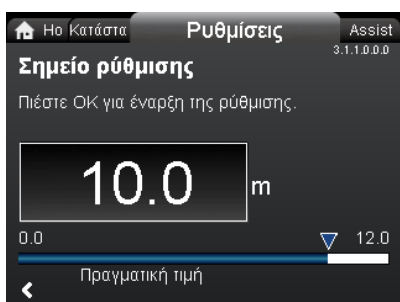 Ho Κατάστα Ρυθμίσεις Assist
3.1.1.0.0.0
Σημείο ρύθμισης
Πιέστε OK για έναρξη της ρύθμισης.
10.0 m
0.0 12.0
Πραγματική τιμή